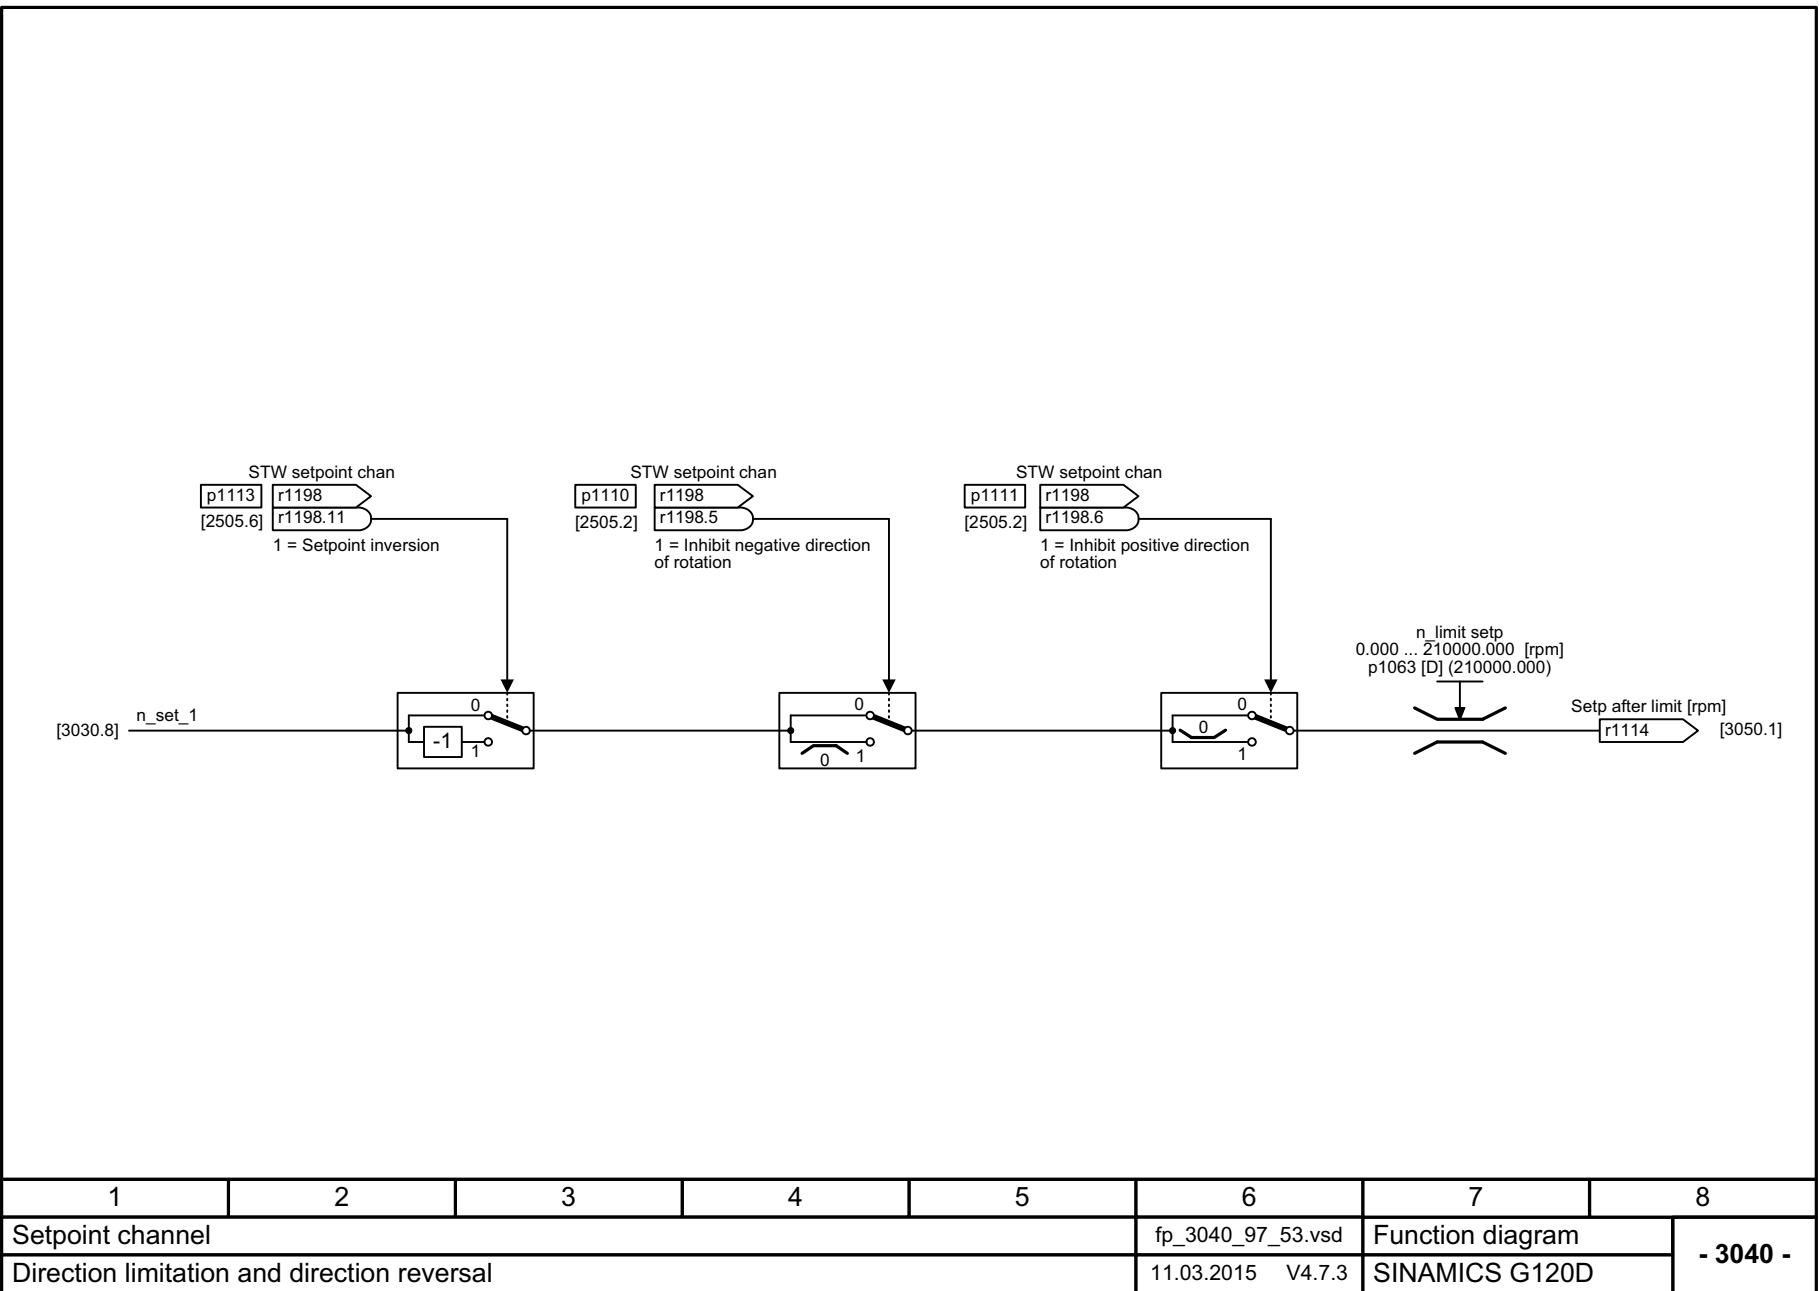 STW setpoint chan
p1113 r1198
[2505.6] r1198.11
1 = Setpoint inversion
STW setpoint chan
p1110 r1198
[2505.2] r1198.5
1 = Inhibit negative direction
of rotation
STW setpoint chan
p1111 r1198
[2505.2] r1198.6
1 = Inhibit positive direction
of rotation
n_limit setp
0.000 ... 210000.000 [rpm]
p1063 [D] (210000.000)
[3030.8] n_set_1
0
-1
1
0
0
1
0
0
1
Setp after limit [rpm]
r1114 [3050.1]
1 2 3 4 5 6 7 8
Setpoint channel fp_3040_97_53.vsd Function diagram
- 3040 -
Direction limitation and direction reversal 11.03.2015 V4.7.3 SINAMICS G120D